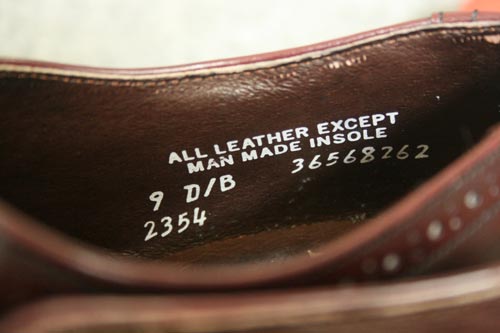 ALL LEATHER EXCEPT
MAN MADE INSOLE
9 D/B 36568262
2354